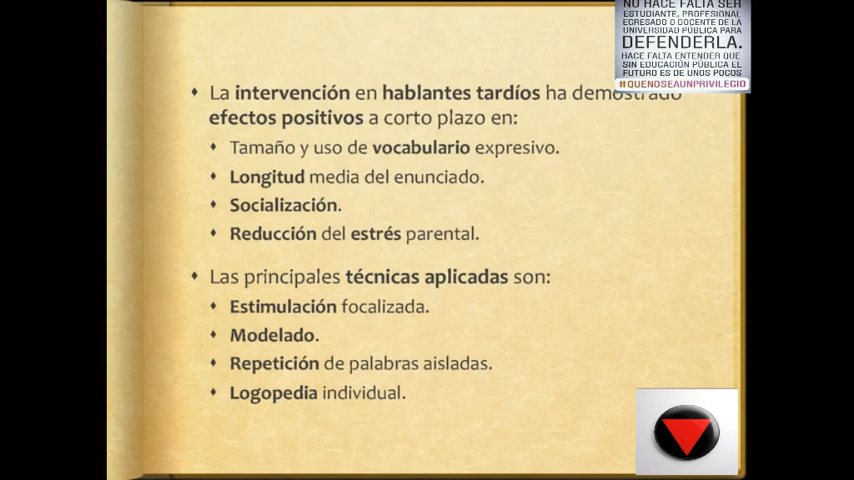 NO HACE FALTA SER
ESTUDIANTE, PROFESIONAL
EGRESADO O DOCENTE DE LA
UNIVERSIDAD PÚBLICA PARA
DEFENDERLA.
HACE FALTA ENTENDER QUE
SIN EDUCACIÓN PÚBLICA EL
FUTURO ES DE UNOS POCOS
#QUENOSEAUNPRIVILEGIO
La intervención en hablantes tardíos ha demostrado
efectos positivos a corto plazo en:
Tamaño y uso de vocabulario expresivo.
Longitud media del enunciado.
Socialización.
Reducción del estrés parental.
Las principales técnicas aplicadas son:
Estimulación focalizada.
Modelado.
Repetición de palabras aisladas.
Logopedia individual.